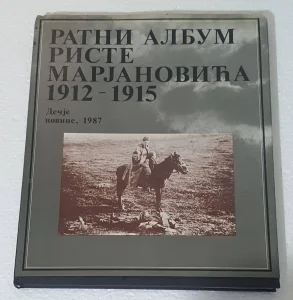 РАТНИ АЛБУМ
РИСТЕ
МАРЈАНОВИЋА
1912 - 1915
Дечје
новине, 1987